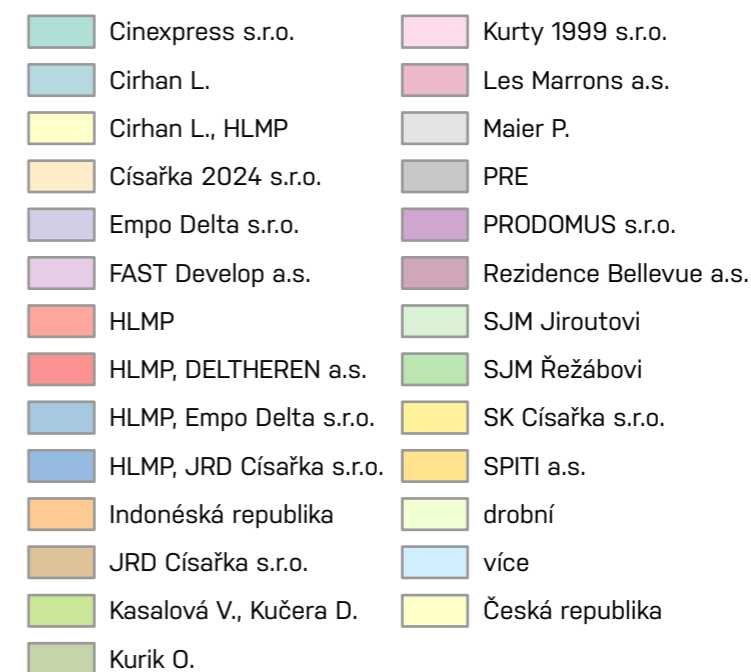 Cinexpress s.r.o.
Cirhan L.
Cirhan L., HLMP
Císařka 2024 s.r.o.
Empo Delta s.r.o.
FAST Develop a.s.
HLMP
HLMP, DELTHEREN a.s.
HLMP, Empo Delta s.r.o.
HLMP, JRD Císařka s.r.o.
Indonéská republika
JRD Císařka s.r.o.
Kasalová V., Kučera D.
Kurik O.
Kurty 1999 s.r.o.
Les Marrons a.s.
Maier P.
PRE
PRODOMUS s.r.o.
Rezidence Bellevue a.s.
SJM Jiroutovi
SJM Řežábovi
SK Císařka s.r.o.
SPITI a.s.
drobní
více
Česká republika